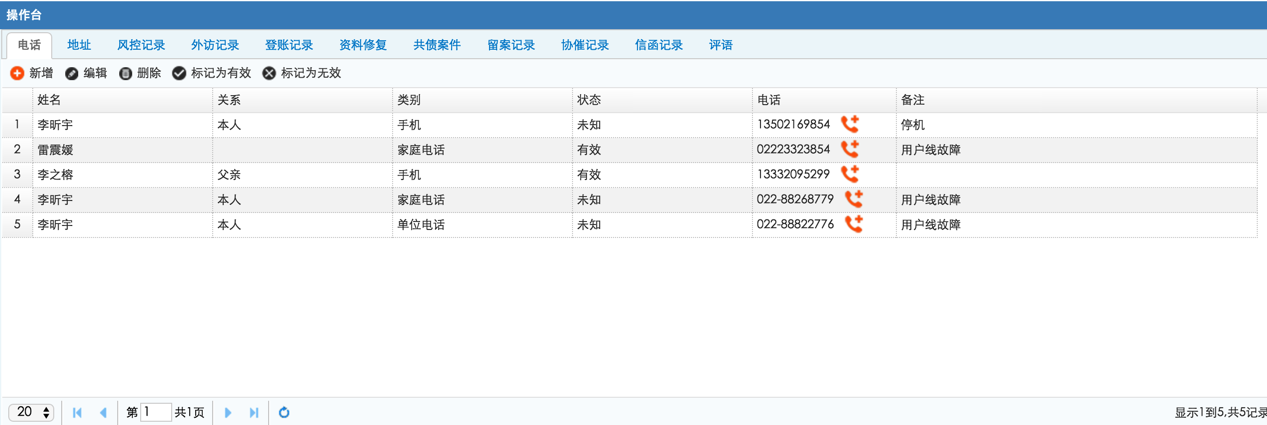 操作台
电话 地址 风控记录 外访记录 登账记录 资料修复 共债案件 留案记录 协催记录 信函记录 评语
新增 编辑 删除 标记为有效 标记为无效
姓名 关系 类别 状态 电话 备注
1 李昕宇 本人 手机 未知 13502169854 停机
2 雷震媛 家庭电话 有效 02223323854 用户线故障
3 李之榕 父亲 手机 有效 13332095299
4 李昕宇 本人 家庭电话 未知 022-88268779 用户线故障
5 李昕宇 本人 单位电话 未知 022-88822776 用户线故障
20 第 1 共1页 显示1到5,共5记录